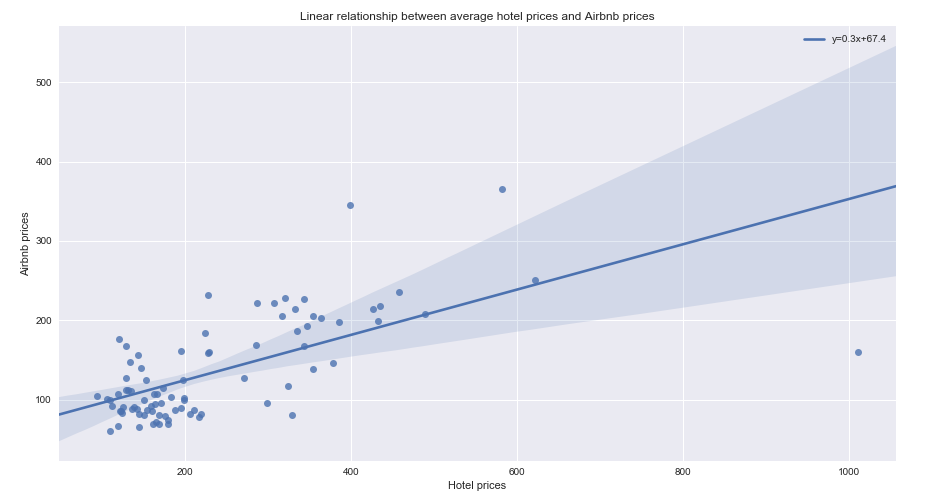 Linear relationship between average hotel prices and Airbnb prices
y=0.3x+67.4
500
400
300
200
100
Airbnb prices
200 400 600 800 1000
Hotel prices